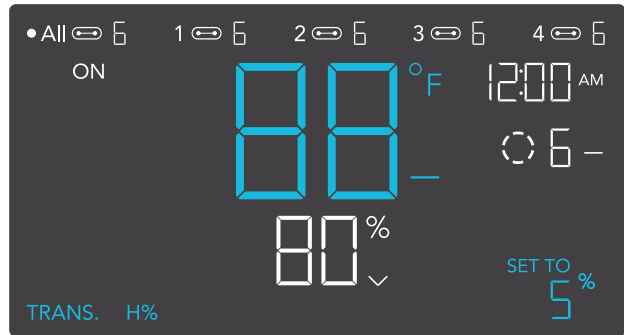 All 6 1 6 2 6 3 6 4 6
ON
88 °F
12:00 AM
6
80 %
SET TO
5 %
TRANS. H%